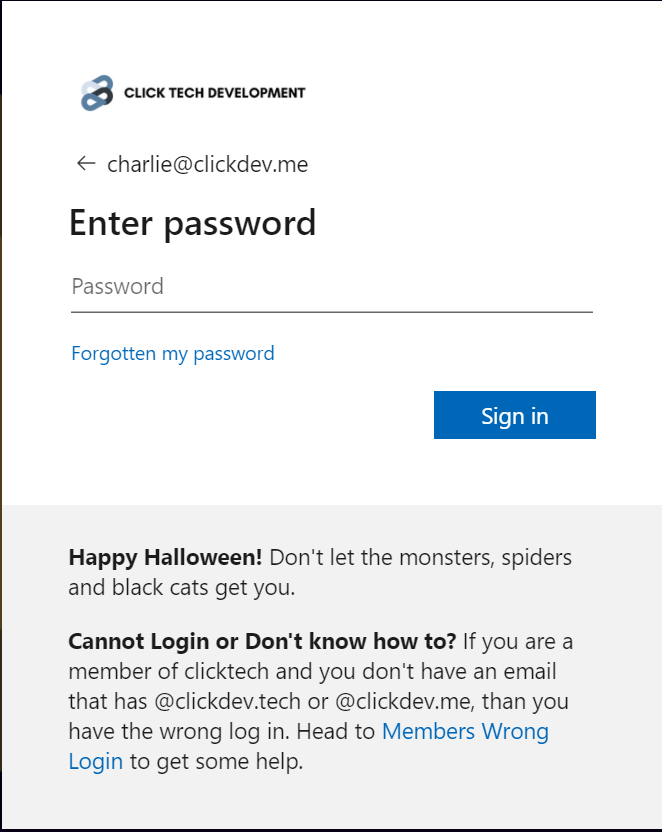 CLICK TECH DEVELOPMENT
charlie@clickdev.me
Enter password
Password
Forgotten my password
Sign in
Happy Halloween! Don't let the monsters, spiders
and black cats get you.
Cannot Login or Don't know how to? If you are a
member of clicktech and you don't have an email
that has @clickdev.tech or @clickdev.me, than you
have the wrong log in. Head to Members Wrong
Login to get some help.